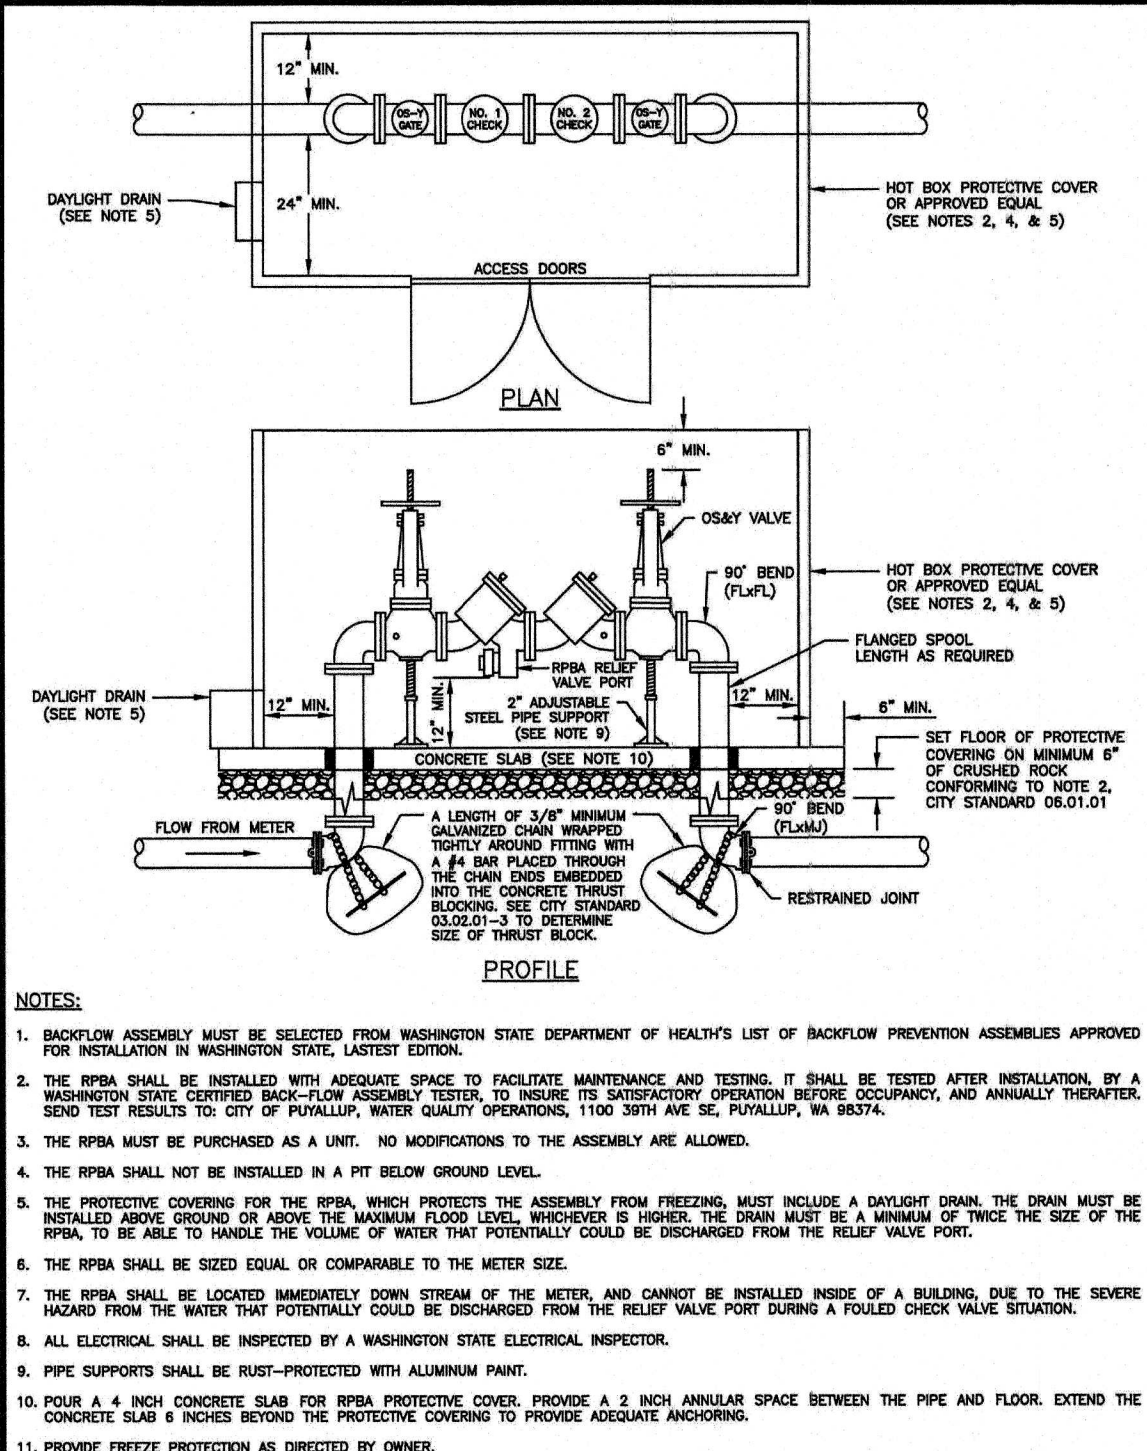 12" MIN.
OS-Y
GATE
NO. 1
CHECK
NO. 2
CHECK
OS-Y
GATE
DAYLIGHT DRAIN
(SEE NOTE 5)
24" MIN.
HOT BOX PROTECTIVE COVER
OR APPROVED EQUAL
(SEE NOTES 2, 4, & 5)
ACCESS DOORS
PLAN
6" MIN.
OS&Y VALVE
90° BEND
(FLxFL)
HOT BOX PROTECTIVE COVER
OR APPROVED EQUAL
(SEE NOTES 2, 4, & 5)
FLANGED SPOOL
LENGTH AS REQUIRED
RPBA RELIEF
VALVE PORT
DAYLIGHT DRAIN
(SEE NOTE 5)
12" MIN.
12" MIN.
2" ADJUSTABLE
STEEL PIPE SUPPORT
(SEE NOTE 9)
12" MIN.
6" MIN.
CONCRETE SLAB (SEE NOTE 10)
SET FLOOR OF PROTECTIVE
COVERING ON MINIMUM 6"
OF CRUSHED ROCK
CONFORMING TO NOTE 2,
CITY STANDARD 06.01.01
FLOW FROM METER
A LENGTH OF 3/8" MINIMUM
GALVANIZED CHAIN WRAPPED
TIGHTLY AROUND FITTING WITH
A #4 BAR PLACED THROUGH
THE CHAIN ENDS EMBEDDED
INTO THE CONCRETE THRUST
BLOCKING. SEE CITY STANDARD
03.02.01-3 TO DETERMINE
SIZE OF THRUST BLOCK.
90° BEND
(FLxMJ)
RESTRAINED JOINT
PROFILE
NOTES:
1. BACKFLOW ASSEMBLY MUST BE SELECTED FROM WASHINGTON STATE DEPARTMENT OF HEALTH'S LIST OF BACKFLOW PREVENTION ASSEMBLIES APPROVED
FOR INSTALLATION IN WASHINGTON STATE, LASTEST EDITION.
2. THE RPBA SHALL BE INSTALLED WITH ADEQUATE SPACE TO FACILITATE MAINTENANCE AND TESTING. IT SHALL BE TESTED AFTER INSTALLATION, BY A
WASHINGTON STATE CERTIFIED BACK-FLOW ASSEMBLY TESTER, TO INSURE ITS SATISFACTORY OPERATION BEFORE OCCUPANCY, AND ANNUALLY THERAFTER.
SEND TEST RESULTS TO: CITY OF PUYALLUP, WATER QUALITY OPERATIONS, 1100 39TH AVE SE, PUYALLUP, WA 98374.
3. THE RPBA MUST BE PURCHASED AS A UNIT. NO MODIFICATIONS TO THE ASSEMBLY ARE ALLOWED.
4. THE RPBA SHALL NOT BE INSTALLED IN A PIT BELOW GROUND LEVEL.
5. THE PROTECTIVE COVERING FOR THE RPBA, WHICH PROTECTS THE ASSEMBLY FROM FREEZING, MUST INCLUDE A DAYLIGHT DRAIN. THE DRAIN MUST BE
INSTALLED ABOVE GROUND OR ABOVE THE MAXIMUM FLOOD LEVEL, WHICHEVER IS HIGHER. THE DRAIN MUST BE A MINIMUM OF TWICE THE SIZE OF THE
RPBA, TO BE ABLE TO HANDLE THE VOLUME OF WATER THAT POTENTIALLY COULD BE DISCHARGED FROM THE RELIEF VALVE PORT.
6. THE RPBA SHALL BE SIZED EQUAL OR COMPARABLE TO THE METER SIZE.
7. THE RPBA SHALL BE LOCATED IMMEDIATELY DOWN STREAM OF THE METER, AND CANNOT BE INSTALLED INSIDE OF A BUILDING, DUE TO THE SEVERE
HAZARD FROM THE WATER THAT POTENTIALLY COULD BE DISCHARGED FROM THE RELIEF VALVE PORT DURING A FOULED CHECK VALVE SITUATION.
8. ALL ELECTRICAL SHALL BE INSPECTED BY A WASHINGTON STATE ELECTRICAL INSPECTOR.
9. PIPE SUPPORTS SHALL BE RUST-PROTECTED WITH ALUMINUM PAINT.
10. POUR A 4 INCH CONCRETE SLAB FOR RPBA PROTECTIVE COVER. PROVIDE A 2 INCH ANNULAR SPACE BETWEEN THE PIPE AND FLOOR. EXTEND THE
CONCRETE SLAB 6 INCHES BEYOND THE PROTECTIVE COVERING TO PROVIDE ADEQUATE ANCHORING.
11. PROVIDE FREEZE PROTECTION AS DIRECTED BY OWNER.